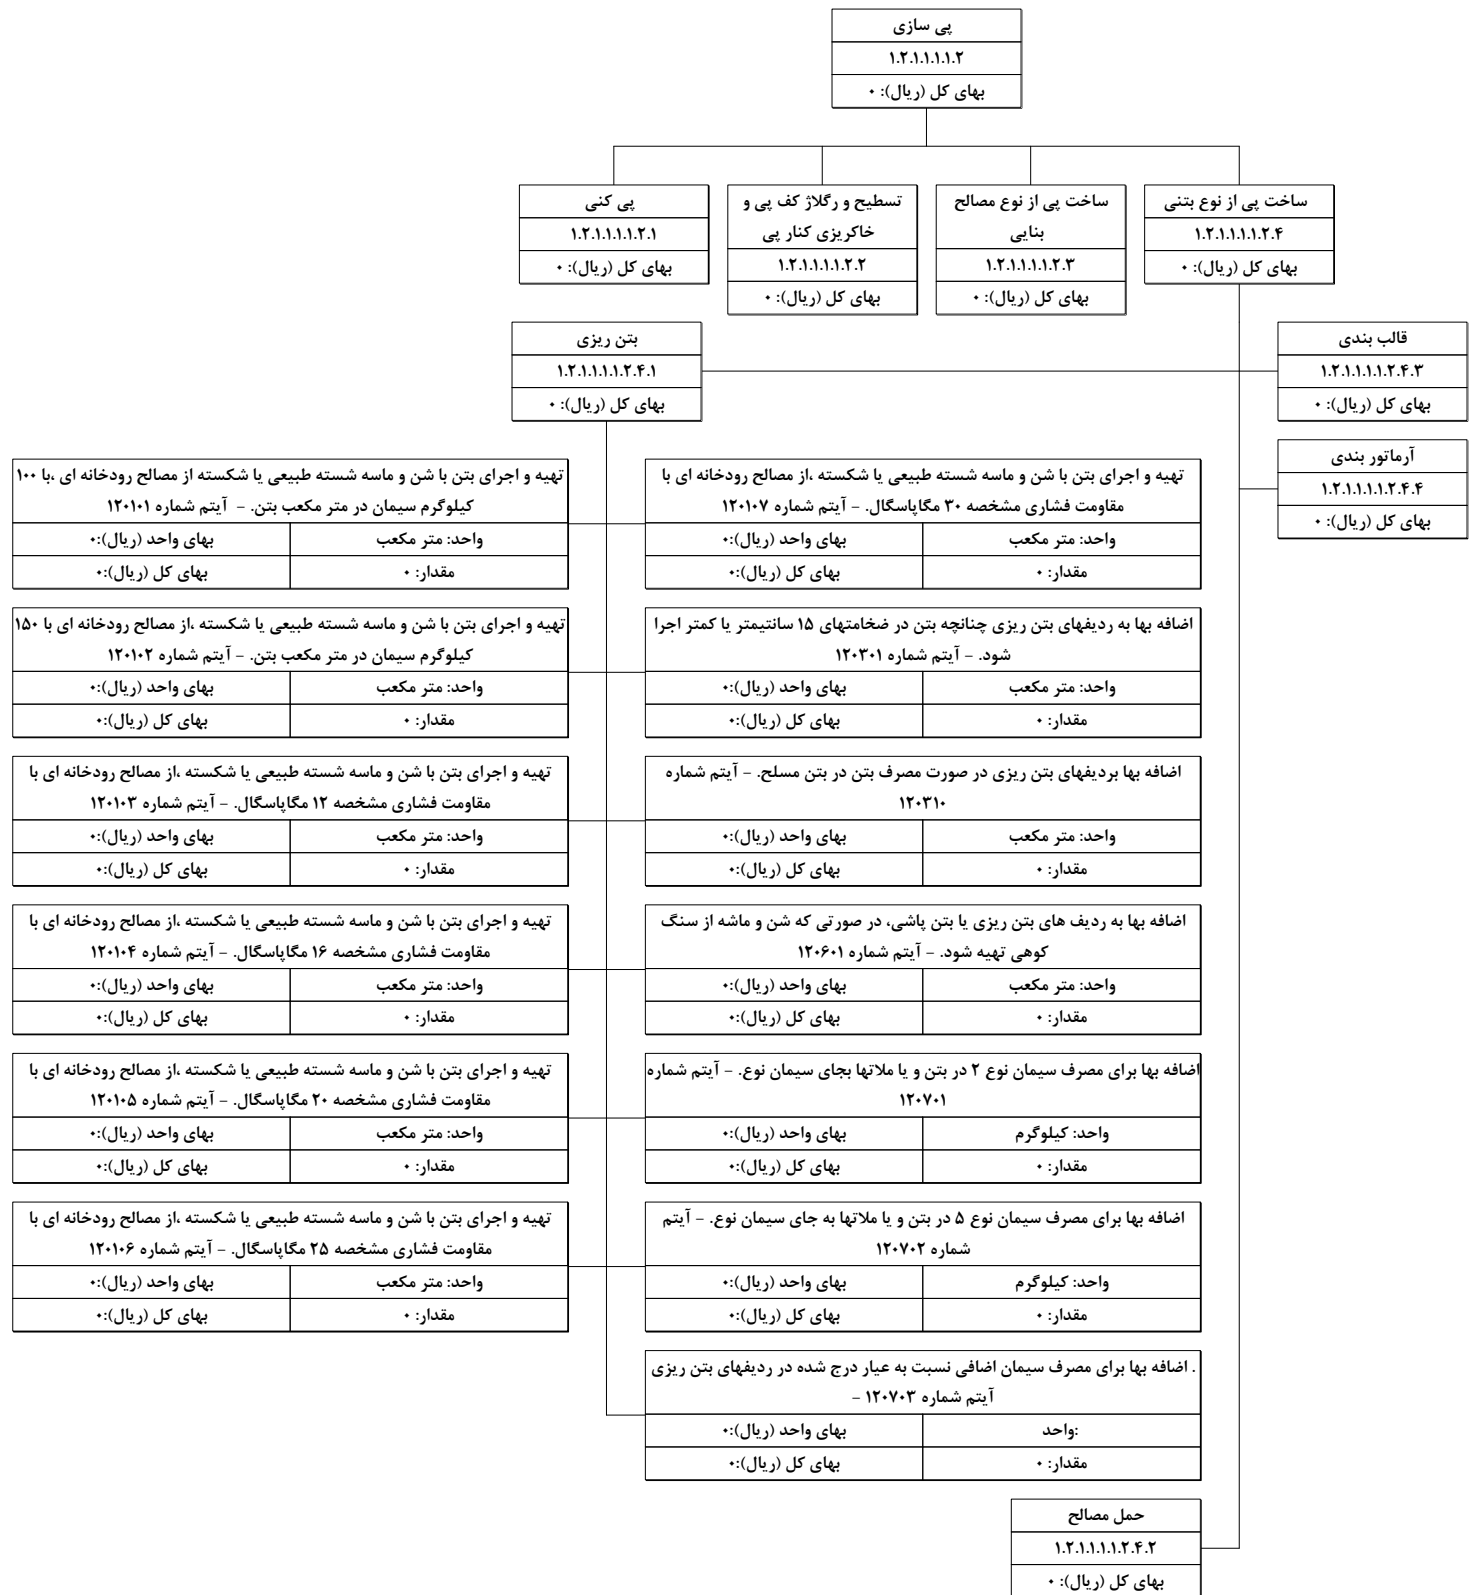 پی سازی
۱.۲.۱.۱.۱.۱.۲
بهای کل (ریال): ۰
ساخت پی از نوع بتنی
۱.۲.۱.۱.۱.۱.۲.۴
بهای کل (ریال): ۰
ساخت پی از نوع مصالح
بنایی
۱.۲.۱.۱.۱.۱.۲.۳
بهای کل (ریال): ۰
تسطیح و رگلاژ کف پی و
خاکریزی کنار پی
۱.۲.۱.۱.۱.۱.۲.۲
بهای کل (ریال): ۰
پی کنی
۱.۲.۱.۱.۱.۱.۲.۱
بهای کل (ریال): ۰
قالب بندی
۱.۲.۱.۱.۱.۱.۲.۴.۳
بهای کل (ریال): ۰
بتن ریزی
۱.۲.۱.۱.۱.۱.۲.۴.۱
بهای کل (ریال): ۰
آرماتور بندی
۱.۲.۱.۱.۱.۱.۲.۴.۴
بهای کل (ریال): ۰
تهیه و اجرای بتن با شن و ماسه شسته طبیعی یا شکسته ،از مصالح رودخانه ای با
مقاومت فشاری مشخصه ۳۰ مگاپاسگال. - آیتم شماره ۱۲۰۱۰۷
واحد: متر مکعب
بهای واحد (ریال):۰
مقدار: ۰
بهای کل (ریال):۰
تهیه و اجرای بتن با شن و ماسه شسته طبیعی یا شکسته از مصالح رودخانه ای ،با ۱۰۰
کیلوگرم سیمان در متر مکعب بتن. - آیتم شماره ۱۲۰۱۰۱
واحد: متر مکعب
بهای واحد (ریال):۰
مقدار: ۰
بهای کل (ریال):۰
اضافه بها به ردیفهای بتن ریزی چنانچه بتن در ضخامتهای ۱۵ سانتیمتر یا کمتر اجرا
شود. - آیتم شماره ۱۲۰۳۰۱
واحد: متر مکعب
بهای واحد (ریال):۰
مقدار: ۰
بهای کل (ریال):۰
تهیه و اجرای بتن با شن و ماسه شسته طبیعی یا شکسته ،از مصالح رودخانه ای با ۱۵۰
کیلوگرم سیمان در متر مکعب بتن. - آیتم شماره ۱۲۰۱۰۲
واحد: متر مکعب
بهای واحد (ریال):۰
مقدار: ۰
بهای کل (ریال):۰
اضافه بها بردیفهای بتن ریزی در صورت مصرف بتن در بتن مسلح. - آیتم شماره
۱۲۰۳۱۰
واحد: متر مکعب
بهای واحد (ریال):۰
مقدار: ۰
بهای کل (ریال):۰
تهیه و اجرای بتن با شن و ماسه شسته طبیعی یا شکسته ،از مصالح رودخانه ای با
مقاومت فشاری مشخصه ۱۲ مگاپاسگال. - آیتم شماره ۱۲۰۱۰۳
واحد: متر مکعب
بهای واحد (ریال):۰
مقدار: ۰
بهای کل (ریال):۰
اضافه بها به ردیف های بتن ریزی یا بتن پاشی، در صورتی که شن و ماشه از سنگ
کوهی تهیه شود. - آیتم شماره ۱۲۰۶۰۱
واحد: متر مکعب
بهای واحد (ریال):۰
مقدار: ۰
بهای کل (ریال):۰
تهیه و اجرای بتن با شن و ماسه شسته طبیعی یا شکسته ،از مصالح رودخانه ای با
مقاومت فشاری مشخصه ۱۶ مگاپاسگال. - آیتم شماره ۱۲۰۱۰۴
واحد: متر مکعب
بهای واحد (ریال):۰
مقدار: ۰
بهای کل (ریال):۰
اضافه بها برای مصرف سیمان نوع ۲ در بتن و یا ملاتها بجای سیمان نوع. - آیتم شماره
۱۲۰۷۰۱
واحد: کیلوگرم
بهای واحد (ریال):۰
مقدار: ۰
بهای کل (ریال):۰
تهیه و اجرای بتن با شن و ماسه شسته طبیعی یا شکسته ،از مصالح رودخانه ای با
مقاومت فشاری مشخصه ۲۰ مگاپاسگال. - آیتم شماره ۱۲۰۱۰۵
واحد: متر مکعب
بهای واحد (ریال):۰
مقدار: ۰
بهای کل (ریال):۰
اضافه بها برای مصرف سیمان نوع ۵ در بتن و یا ملاتها به جای سیمان نوع. - آیتم
شماره ۱۲۰۷۰۲
واحد: کیلوگرم
بهای واحد (ریال):۰
مقدار: ۰
بهای کل (ریال):۰
تهیه و اجرای بتن با شن و ماسه شسته طبیعی یا شکسته ،از مصالح رودخانه ای با
مقاومت فشاری مشخصه ۲۵ مگاپاسگال. - آیتم شماره ۱۲۰۱۰۶
واحد: متر مکعب
بهای واحد (ریال):۰
مقدار: ۰
بهای کل (ریال):۰
. اضافه بها برای مصرف سیمان اضافی نسبت به عیار درج شده در ردیفهای بتن ریزی
آیتم شماره ۱۲۰۷۰۳ -
:واحد
بهای واحد (ریال):۰
مقدار: ۰
بهای کل (ریال):۰
حمل مصالح
۱.۲.۱.۱.۱.۱.۲.۴.۲
بهای کل (ریال): ۰